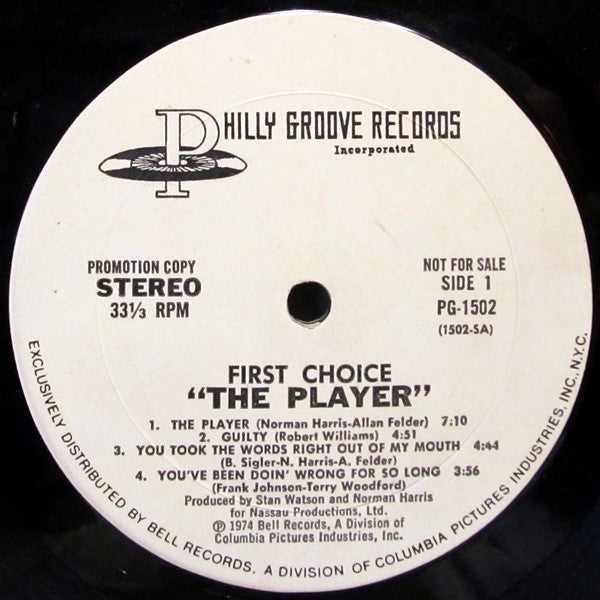 PHILLY GROOVE RECORDS
Incorporated
PROMOTION COPY
STEREO
33⅓ RPM
NOT FOR SALE
SIDE 1
PG-1502
(1502-SA)
FIRST CHOICE
"THE PLAYER"
1. THE PLAYER (Norman Harris-Allan Felder) 7:10
2. GUILTY (Robert Williams) 4:51
3. YOU TOOK THE WORDS RIGHT OUT OF MY MOUTH 4:44
(B. Sigler-N. Harris-A. Felder)
4. YOU'VE BEEN DOIN' WRONG FOR SO LONG 3:56
(Frank Johnson-Terry Woodford)
Produced by Stan Watson and Norman Harris
for Nassau Productions, Ltd.
℗ 1974 Bell Records, A Division of
Columbia Pictures Industries, Inc.
EXCLUSIVELY DISTRIBUTED BY BELL RECORDS, A DIVISION OF COLUMBIA PICTURES INDUSTRIES, INC., N.Y.C.